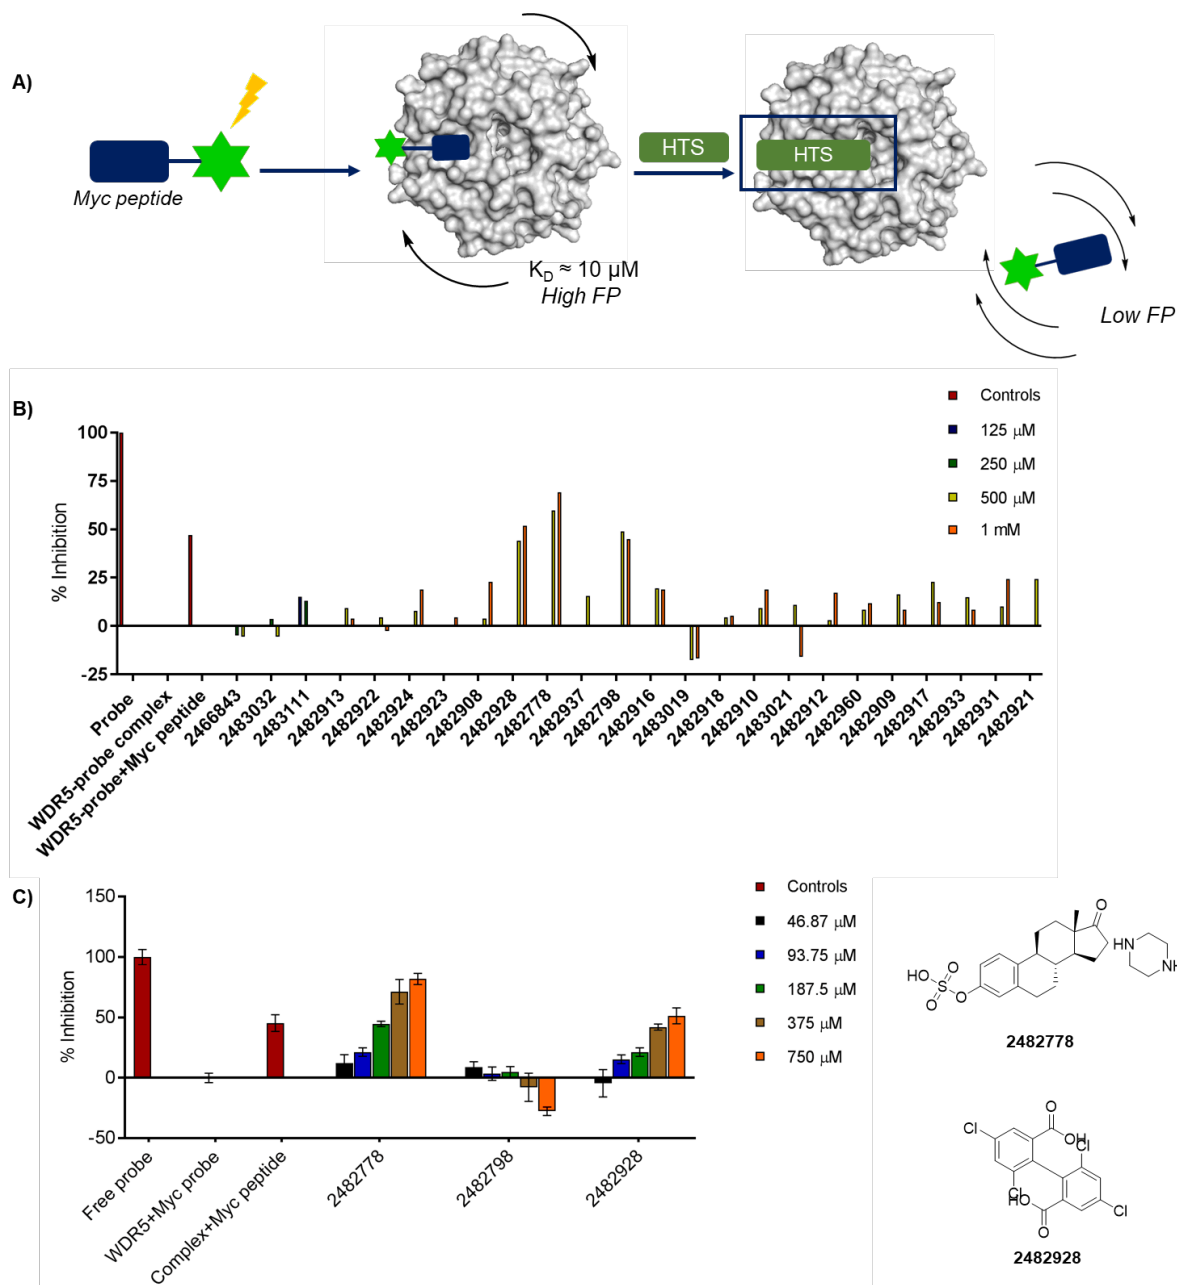 A)
Myc peptide
K_D ≈ 10 μM
High FP
HTS
HTS
Low FP
B)
% Inhibition
100
75
50
25
0
-25
Controls
125 μM
250 μM
500 μM
1 mM
Probe
WDR5-probe complex
WDR5-probe+Myc peptide
2466843
2483032
2483111
2482913
2482922
2482924
2482923
2482908
2482928
2482778
2482937
2482798
2482916
2483019
2482918
2482910
2483021
2482912
2482960
2482909
2482917
2482933
2482931
2482921
C)
% Inhibition
150
100
50
0
-50
Controls
46.87 μM
93.75 μM
187.5 μM
375 μM
750 μM
Free probe
WDR5+Myc probe
Complex+Myc peptide
2482778
2482798
2482928
O
HN
NH
HO
O
S
O
O
2482778
O
Cl
OH
Cl
Cl
HO
Cl
O
2482928